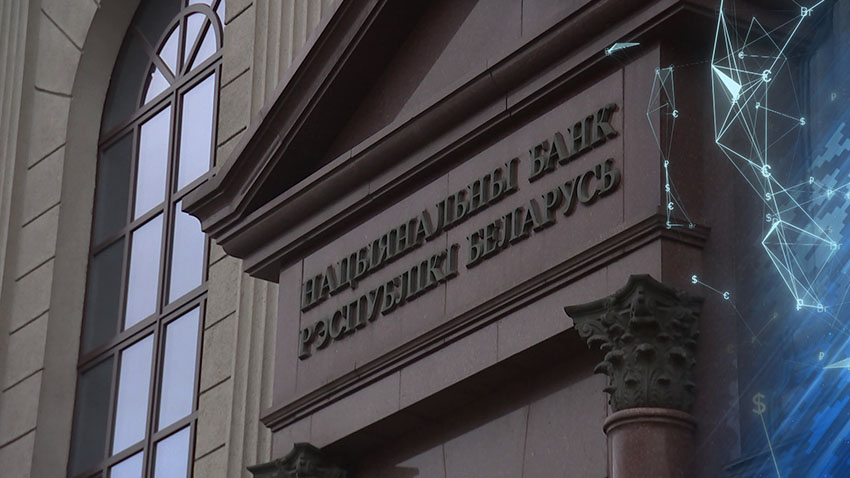 НАЦЫЯНАЛЬНЫ БАНК
РЭСПУБЛІКІ БЕЛАРУСЬ